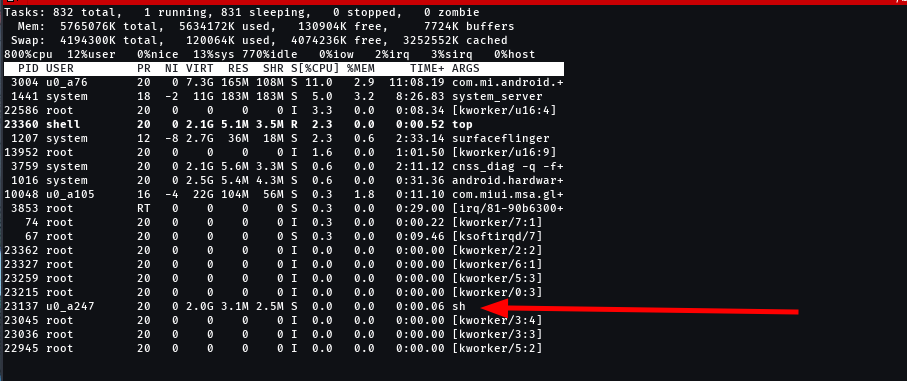 Tasks: 832 total,   1 running, 831 sleeping,   0 stopped,   0 zombie
Mem:  5765076K total,  5634172K used,   130904K free,     7724K buffers
Swap:  4194300K total,   120064K used,  4074236K free,  3252552K cached
800%cpu  12%user   0%nice  13%sys 770%idle   0%iow   2%irq   3%sirq   0%host
PID USER         PR  NI VIRT  RES  SHR S[%CPU] %MEM     TIME+ ARGS
3004 u0_a76       20   0 7.3G 165M 108M S 11.0   2.9  11:08.19 com.mi.android.+
1441 system       18  -2  11G 183M 183M S  5.0   3.2   8:26.83 system_server
22586 root         20   0    0    0    0 I  3.3   0.0   0:08.34 [kworker/u16:4]
23360 shell        20   0 2.1G 5.1M 3.5M R  2.3   0.0   0:00.52 top
1207 system       12  -8 2.7G  36M  18M S  2.3   0.6   2:33.14 surfaceflinger
13952 root         20   0    0    0    0 I  1.6   0.0   1:01.50 [kworker/u16:9]
3759 system       20   0 2.1G 5.6M 3.3M S  0.6   0.0   2:11.12 cnss_diag -q -f+
1016 system       20   0 2.5G 5.4M 4.3M S  0.6   0.0   0:31.36 android.hardwar+
10048 u0_a105      16  -4  22G 104M  56M S  0.3   1.8   0:11.10 com.miui.msa.gl+
3853 root         RT   0    0    0    0 S  0.3   0.0   0:29.00 [irq/81-90b6300+
74 root         20   0    0    0    0 I  0.3   0.0   0:00.22 [kworker/7:1]
67 root         20   0    0    0    0 S  0.3   0.0   0:09.46 [ksoftirqd/7]
23362 root         20   0    0    0    0 I  0.0   0.0   0:00.00 [kworker/2:2]
23327 root         20   0    0    0    0 I  0.0   0.0   0:00.00 [kworker/6:1]
23259 root         20   0    0    0    0 I  0.0   0.0   0:00.00 [kworker/5:3]
23215 root         20   0    0    0    0 I  0.0   0.0   0:00.00 [kworker/0:3]
23137 u0_a247      20   0 2.0G 3.1M 2.5M S  0.0   0.0   0:00.06 sh
23045 root         20   0    0    0    0 I  0.0   0.0   0:00.00 [kworker/3:4]
23036 root         20   0    0    0    0 I  0.0   0.0   0:00.00 [kworker/3:3]
22945 root         20   0    0    0    0 I  0.0   0.0   0:00.00 [kworker/5:2]